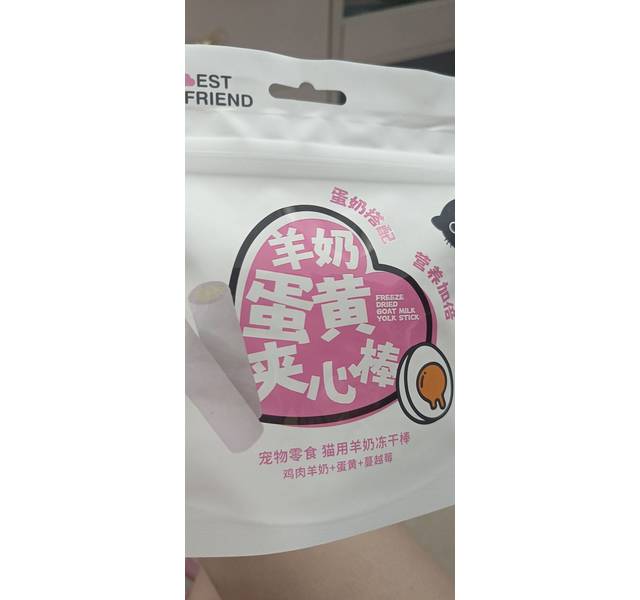 EST
FRIEND
蛋奶搭配
营养加倍
羊奶
蛋黄
夹心棒
FREEZE
DRIED
GOAT MILK
YOLK STICK
宠物零食 猫用羊奶冻干棒
鸡肉羊奶+蛋黄+蔓越莓